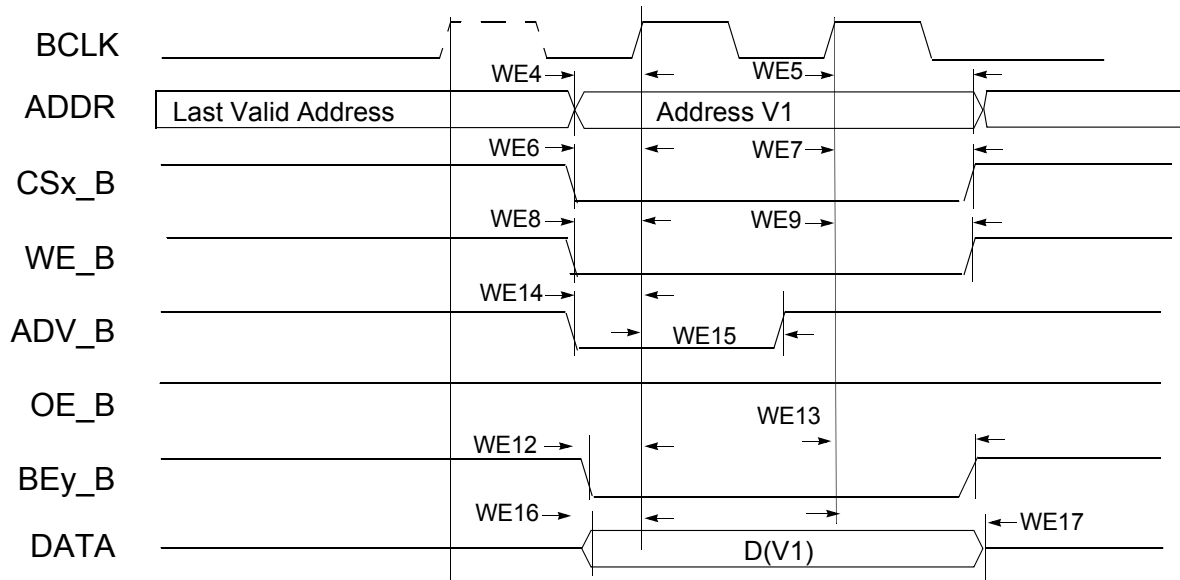 BCLK
WE4
WE5
ADDR
Last Valid Address
Address V1
WE6
WE7
CSx_B
WE8
WE9
WE_B
WE14
ADV_B
WE15
OE_B
WE13
WE12
BEy_B
WE16
WE17
DATA
D(V1)